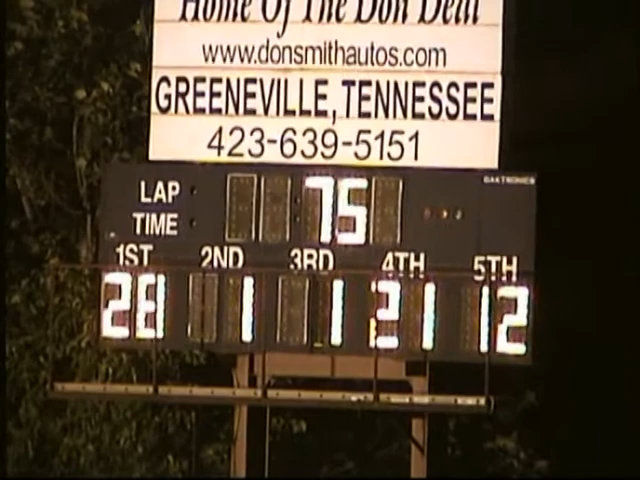 Home Of The Don Deal
www.donsmithautos.com
GREENEVILLE, TENNESSEE
423-639-5151
DAKTRONICS
LAP
TIME
75
1ST 2ND 3RD 4TH 5TH
28 1 1 21 12